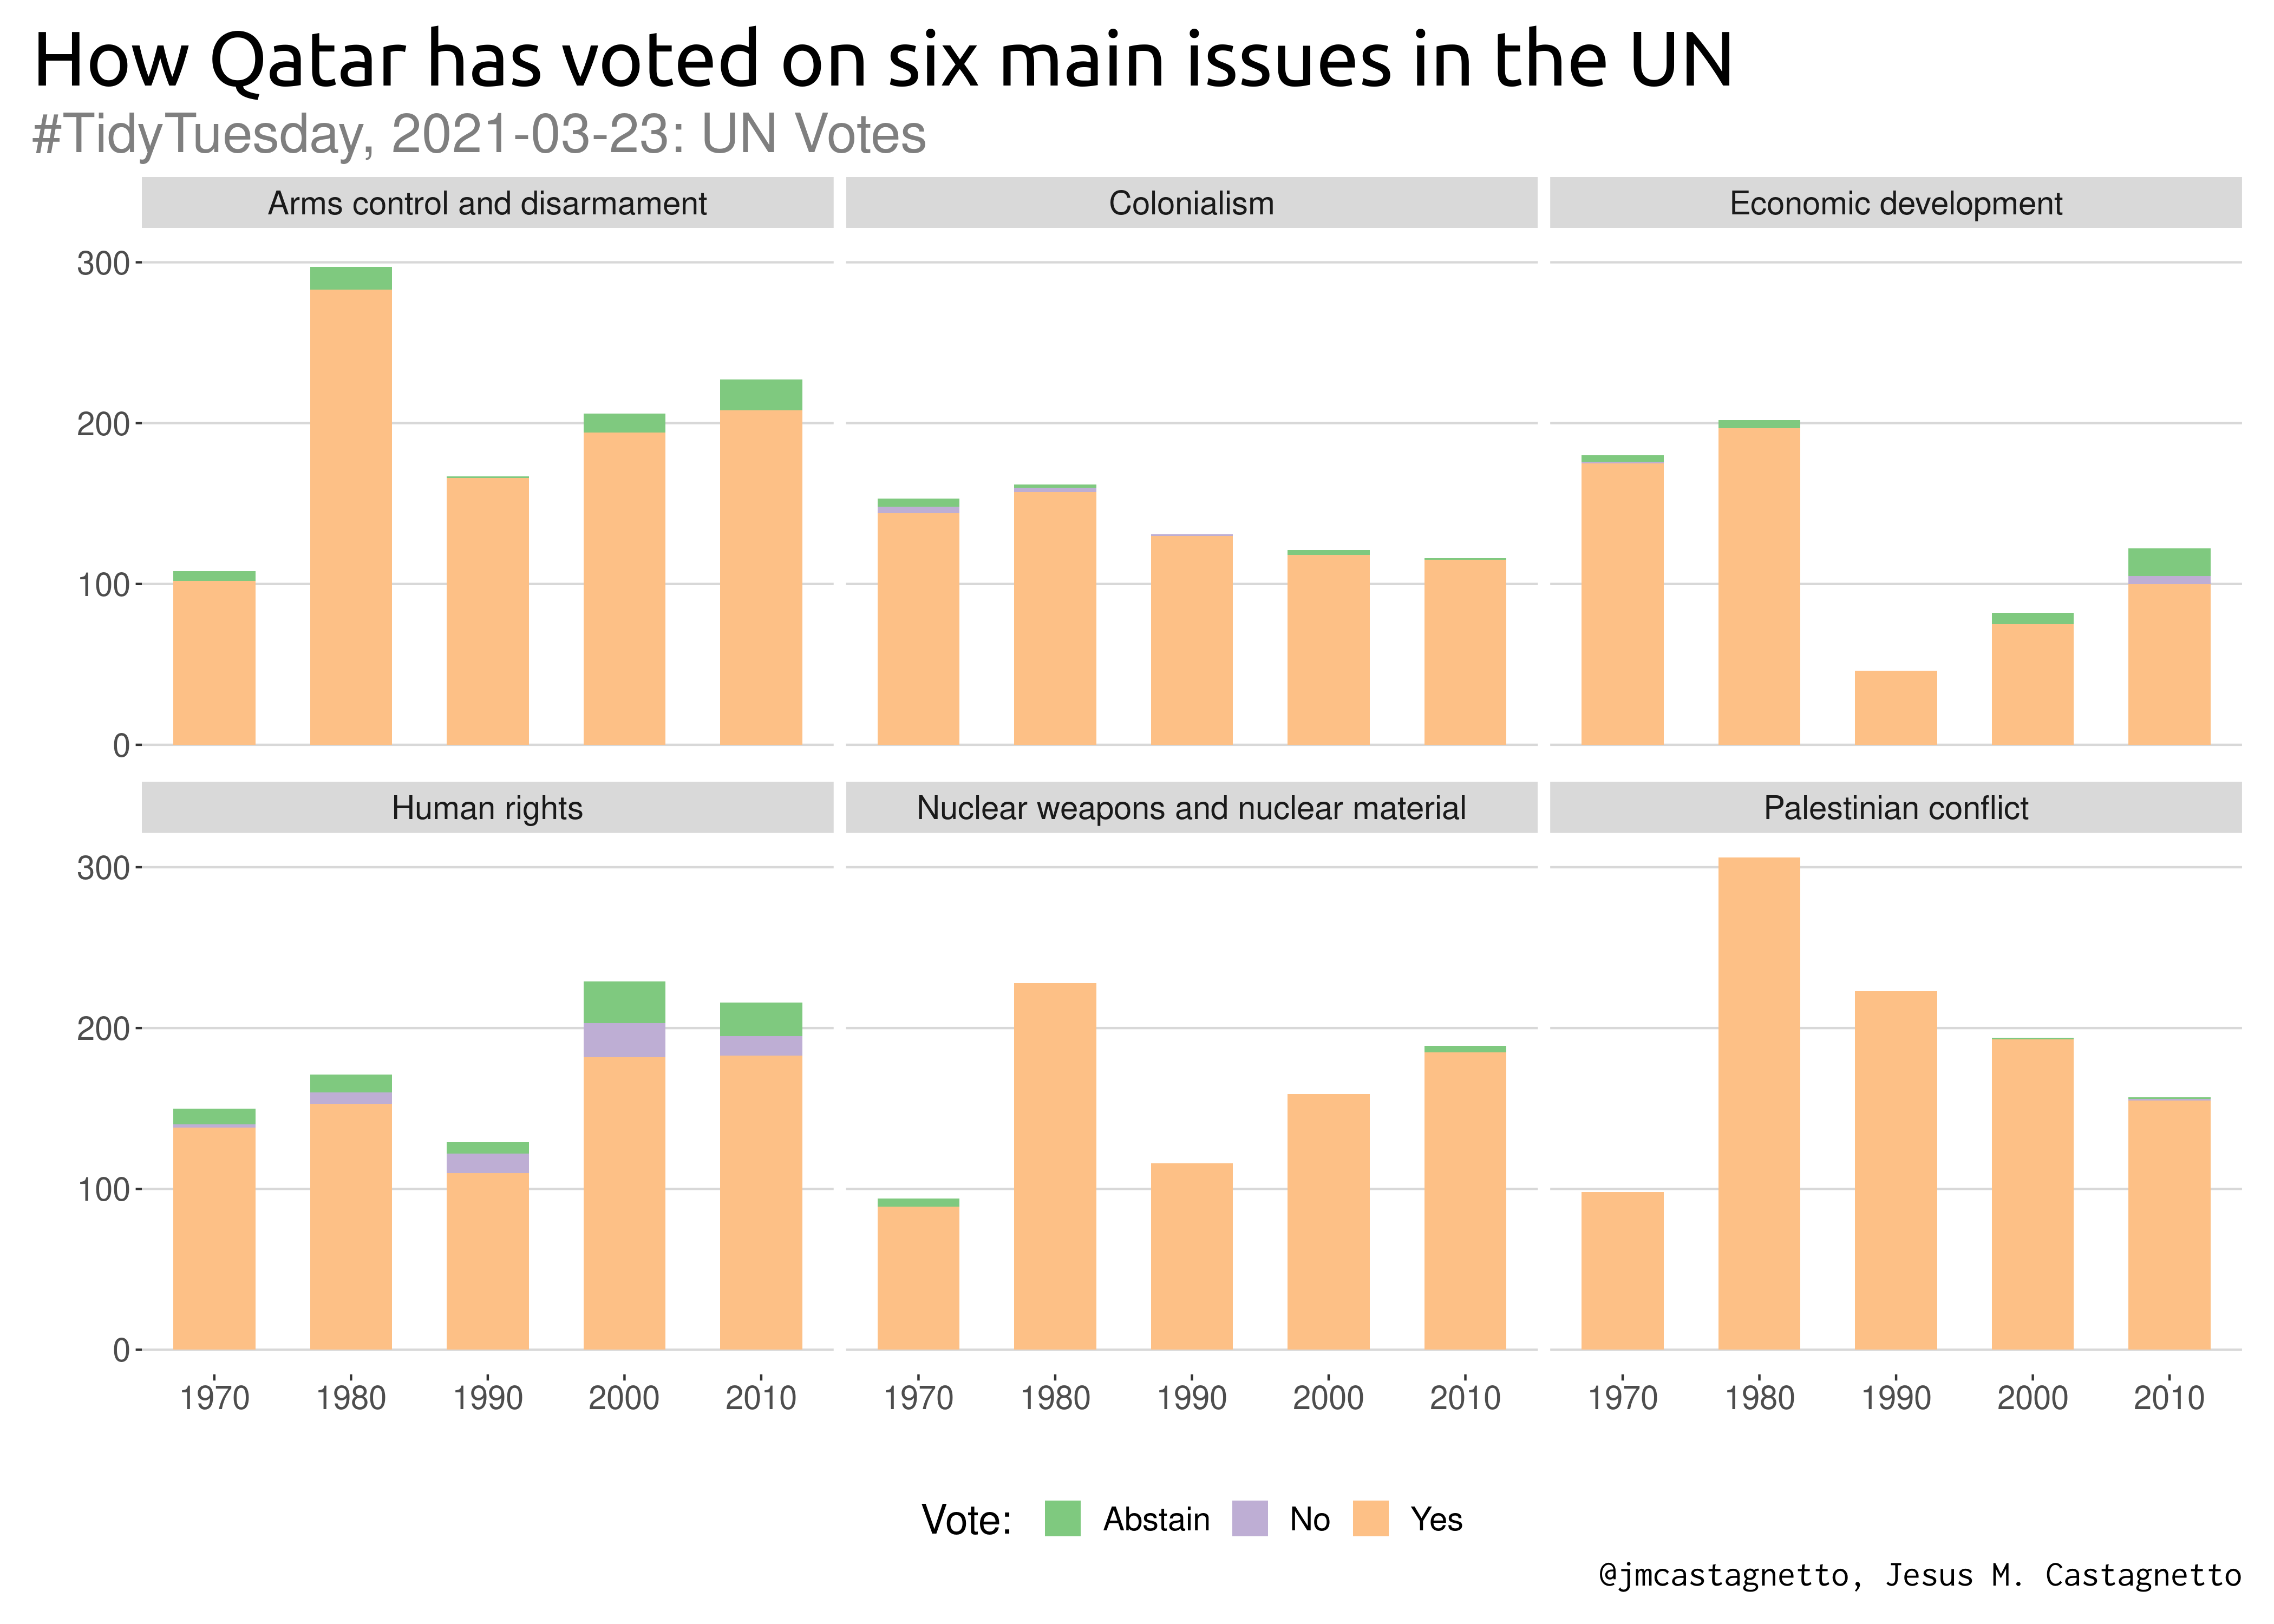 How Qatar has voted on six main issues in the UN
#TidyTuesday, 2021-03-23: UN Votes
Arms control and disarmament
Colonialism
Economic development
300
200
100
0
Human rights
Nuclear weapons and nuclear material
Palestinian conflict
300
200
100
0
1970 1980 1990 2000 2010
1970 1980 1990 2000 2010
1970 1980 1990 2000 2010
Vote: Abstain No Yes
@jmcastagnetto, Jesus M. Castagnetto